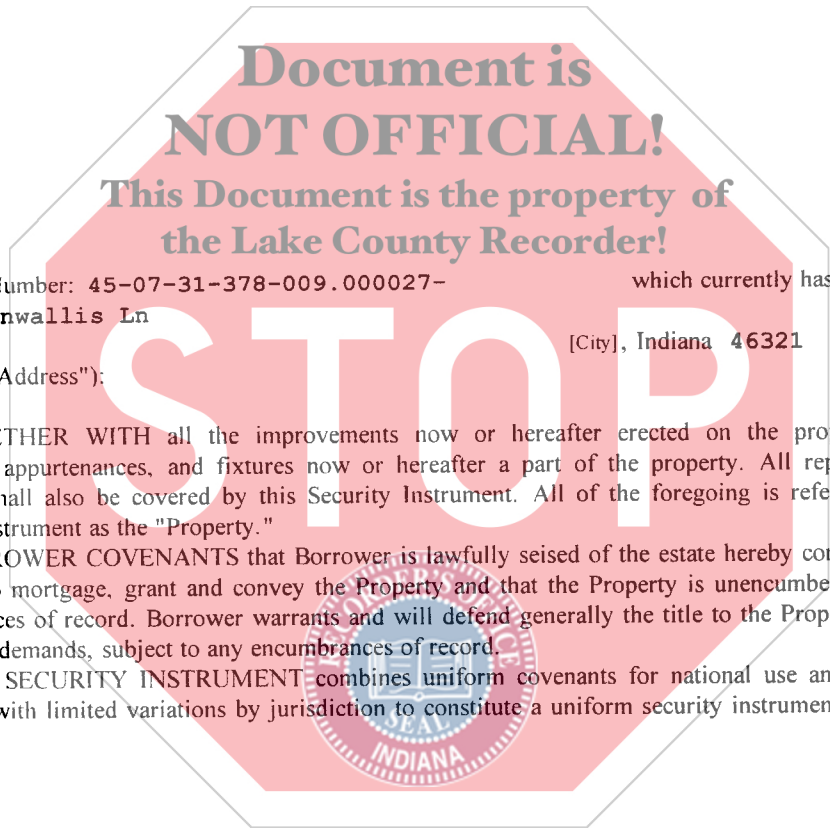 Document is
NOT OFFICIAL!
This Document is the property of
the Lake County Recorder!
umber: 45-07-31-378-009.000027- which currently has
nwallis Ln
[City], Indiana 46321
Address"):
STOP
ETHER WITH all the improvements now or hereafter erected on the pro
appurtenances, and fixtures now or hereafter a part of the property. All rep
hall also be covered by this Security Instrument. All of the foregoing is refe
strument as the "Property."
ROWER COVENANTS that Borrower is lawfully seised of the estate hereby con
mortgage, grant and convey the Property and that the Property is unencumbe
ces of record. Borrower warrants and will defend generally the title to the Prop
demands, subject to any encumbrances of record.
SECURITY INSTRUMENT combines uniform covenants for national use an
with limited variations by jurisdiction to constitute a uniform security instrumen
RECORDER'S OFFICE
SEAL
INDIANA